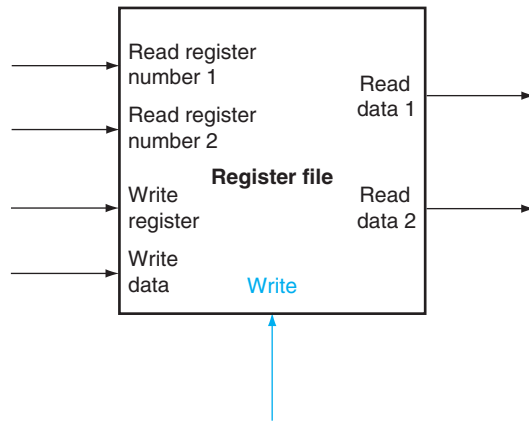 Read register
number 1
Read register
number 2
Read
data 1
Register file
Write
register
Read
data 2
Write
data
Write